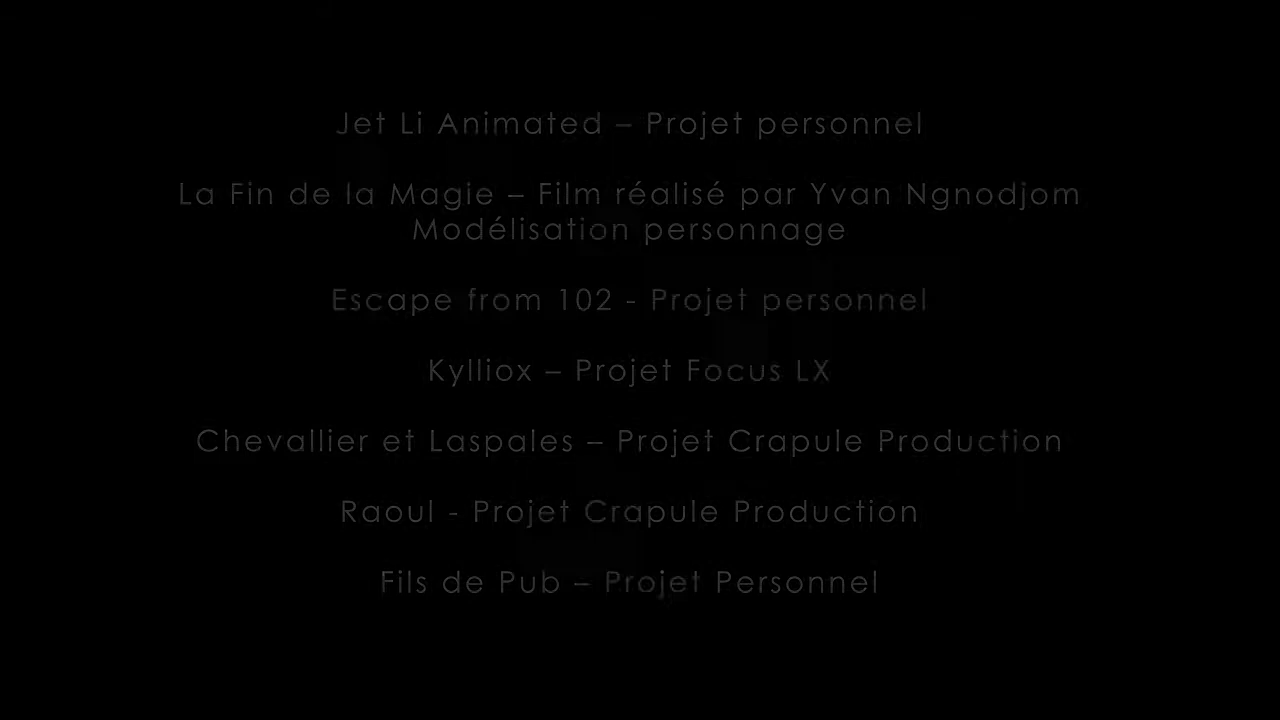 Jet Li Animated – Projet personnel
La Fin de la Magie – Film réalisé par Yvan Ngnodjom
Modélisation personnage
Escape from 102 - Projet personnel
Kylliox – Projet Focus LX
Chevallier et Laspales – Projet Crapule Production
Raoul - Projet Crapule Production
Fils de Pub – Projet Personnel